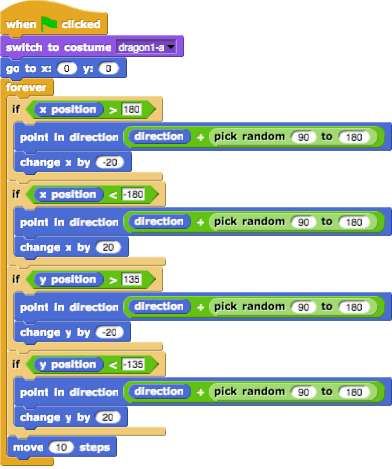 when clicked
switch to costume dragon1-a
go to x: 0 y: 0
forever
if x position > 180
point in direction direction + pick random 90 to 180
change x by -20
if x position < -180
point in direction direction + pick random 90 to 180
change x by 20
if y position > 135
point in direction direction + pick random 90 to 180
change y by -20
if y position < -135
point in direction direction + pick random 90 to 180
change y by 20
move 10 steps